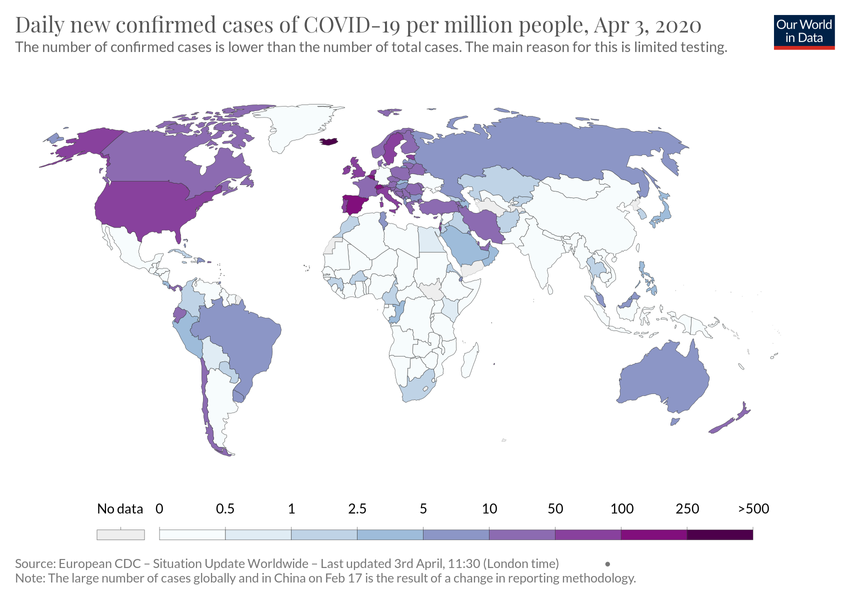 Daily new confirmed cases of COVID-19 per million people, Apr 3, 2020
The number of confirmed cases is lower than the number of total cases. The main reason for this is limited testing.
Our World
in Data
No data 0 0.5 1 2.5 5 10 50 100 250 >500
Source: European CDC – Situation Update Worldwide – Last updated 3rd April, 11:30 (London time)
Note: The large number of cases globally and in China on Feb 17 is the result of a change in reporting methodology.